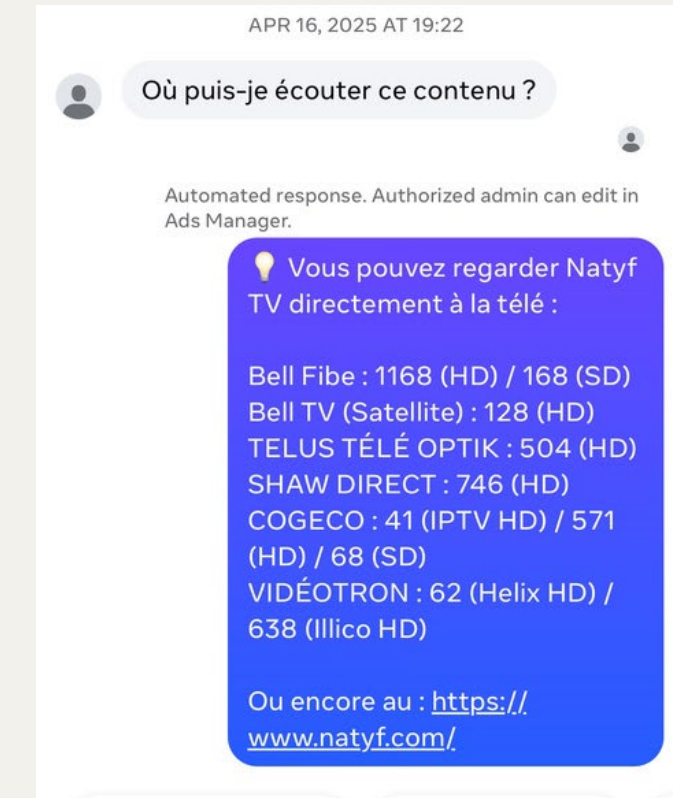 APR 16, 2025 AT 19:22
Où puis-je écouter ce contenu ?
Automated response. Authorized admin can edit in
Ads Manager.
💡 Vous pouvez regarder Natyf
TV directement à la télé :
Bell Fibe : 1168 (HD) / 168 (SD)
Bell TV (Satellite) : 128 (HD)
TELUS TÉLÉ OPTIK : 504 (HD)
SHAW DIRECT : 746 (HD)
COGECO : 41 (IPTV HD) / 571
(HD) / 68 (SD)
VIDÉOTRON : 62 (Helix HD) /
638 (Illico HD)
Ou encore au : https://
www.natyf.com/